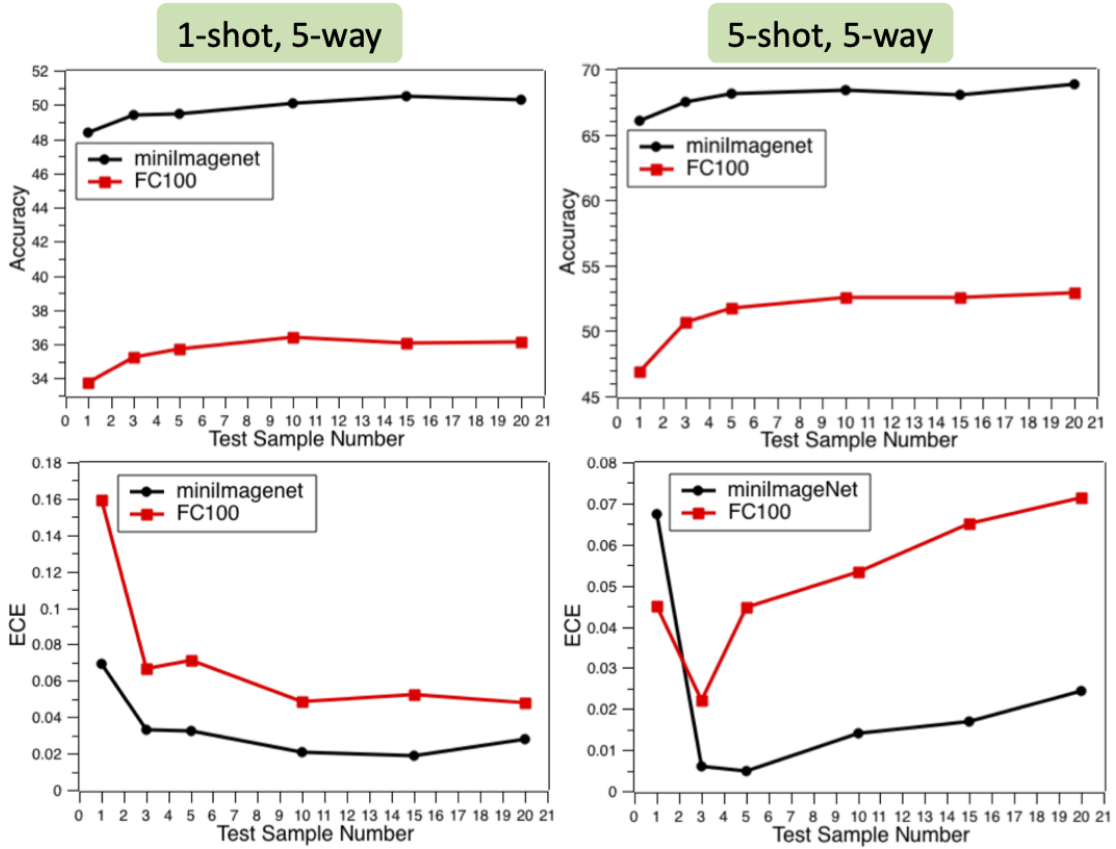 1-shot, 5-way
5-shot, 5-way
52
50
48
46
44
42
40
38
36
34
Accuracy
miniImagenet
FC100
0 1 2 3 4 5 6 7 8 9 10 11 12 13 14 15 16 17 18 19 20 21
Test Sample Number
70
65
60
55
50
45
Accuracy
miniImagenet
FC100
0 1 2 3 4 5 6 7 8 9 10 11 12 13 14 15 16 17 18 19 20 21
Test Sample Number
0.18
0.16
0.14
0.12
0.1
0.08
0.06
0.04
0.02
0
ECE
miniImagenet
FC100
0 1 2 3 4 5 6 7 8 9 10 11 12 13 14 15 16 17 18 19 20 21
Test Sample Number
0.08
0.07
0.06
0.05
0.04
0.03
0.02
0.01
0
ECE
miniImageNet
FC100
0 1 2 3 4 5 6 7 8 9 10 11 12 13 14 15 16 17 18 19 20 21
Test Sample Number